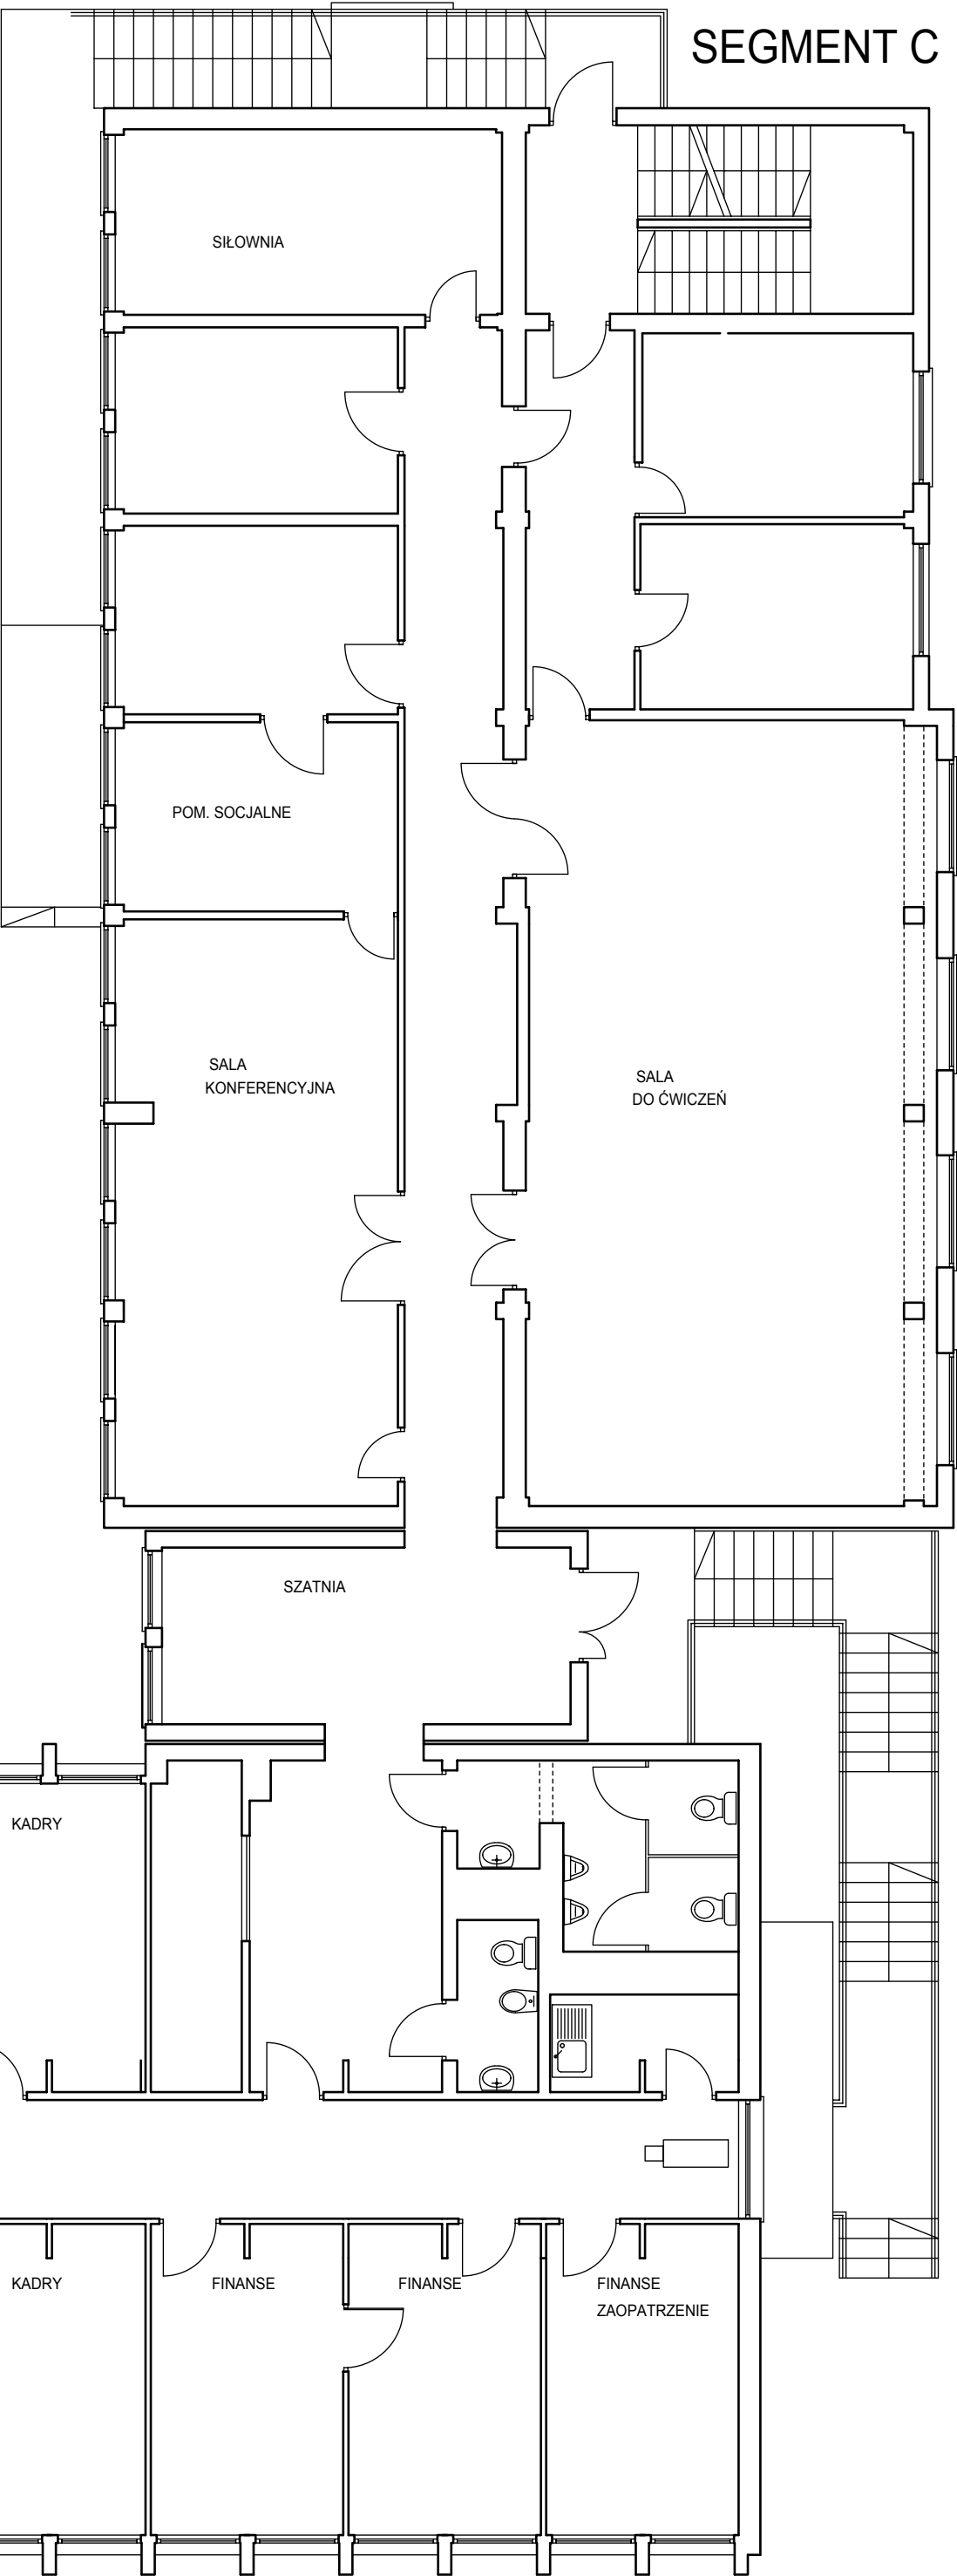 SEGMENT C
SIŁOWNIA
POM. SOCJALNE
SALA
KONFERENCYJNA
SALA
DO ĆWICZEŃ
SZATNIA
KADRY
KADRY
FINANSE
FINANSE
FINANSE
ZAOPATRZENIE